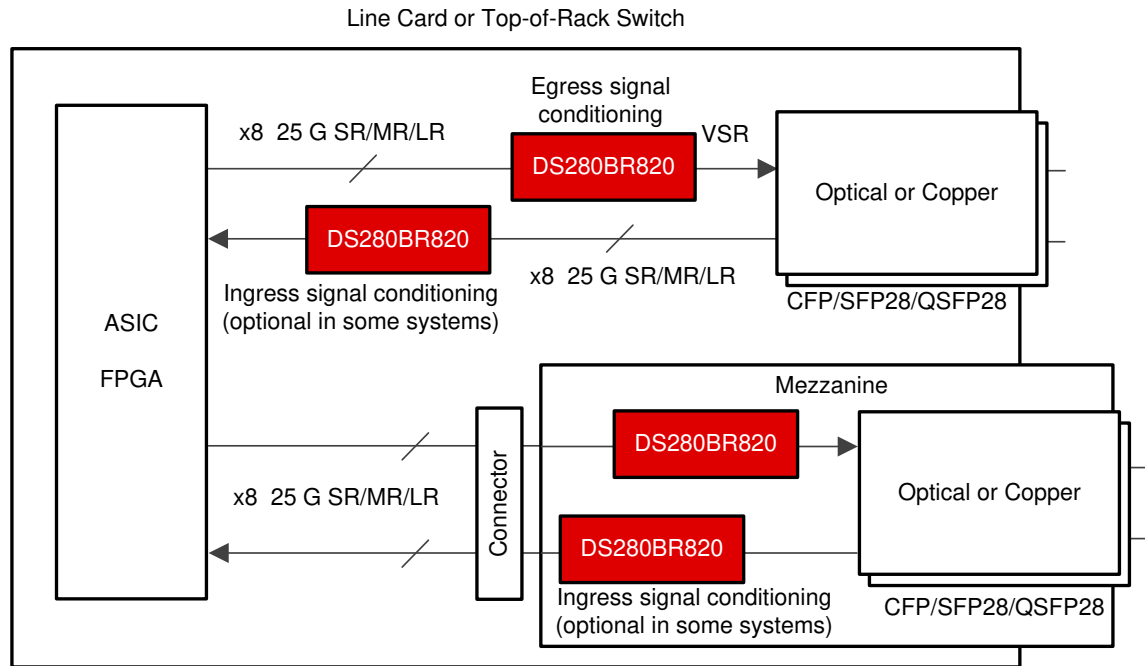 Line Card or Top-of-Rack Switch
Egress signal
conditioning
x8 25 G SR/MR/LR
VSR
DS280BR820
Optical or Copper
DS280BR820
x8 25 G SR/MR/LR
Ingress signal conditioning
(optional in some systems)
CFP/SFP28/QSFP28
ASIC
FPGA
Mezzanine
DS280BR820
x8 25 G SR/MR/LR
Connector
Optical or Copper
DS280BR820
Ingress signal conditioning
(optional in some systems)
CFP/SFP28/QSFP28